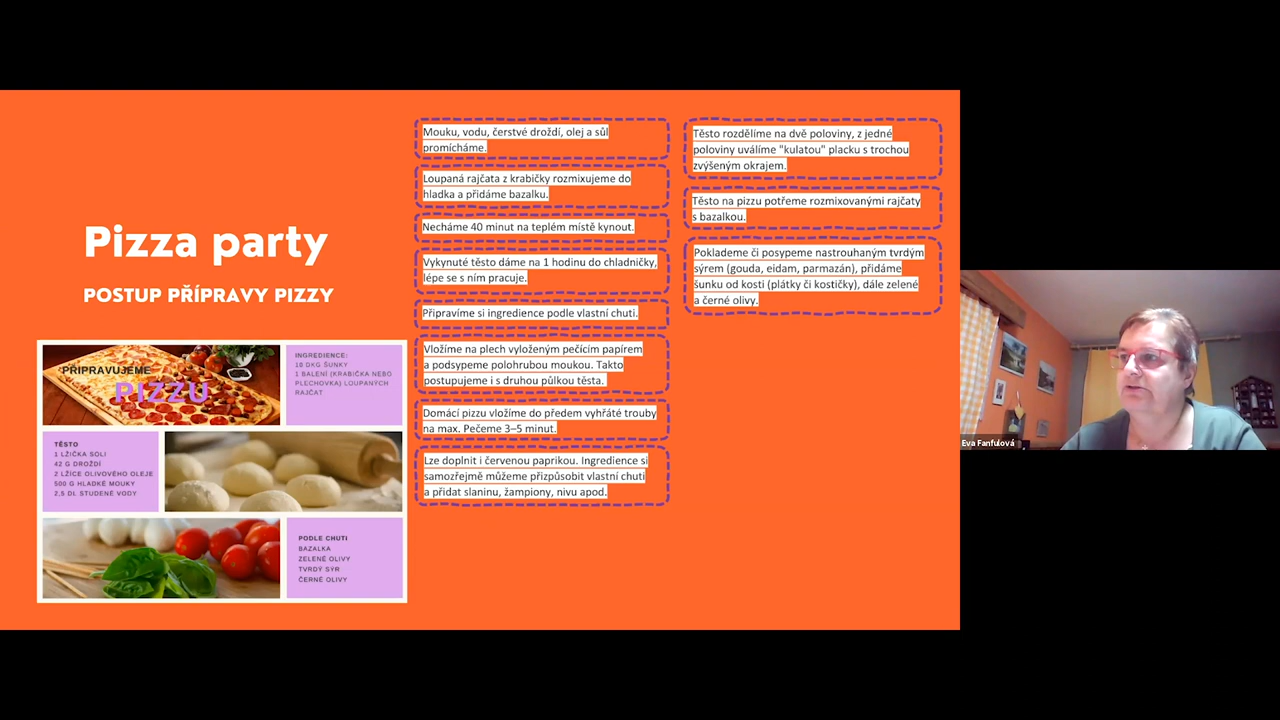 Pizza party
POSTUP PŘÍPRAVY PIZZY
PŘIPRAVUJEME
PIZZU
INGREDIENCE:
18 DKG ŠUNKY
1 BALENÍ (KRABIČKA NEBO
PLECHOVKA) LOUPANÝCH
RAJČAT
TĚSTO
1 LŽIČKA SOLI
42 G DROŽDÍ
2 LŽÍCE OLIVOVÉHO OLEJE
500 G HLADKÉ MOUKY
2,5 DL STUDENÉ VODY
PODLE CHUTI
BAZALKA
ZELENÉ OLIVY
TVRDÝ SÝR
ČERNÉ OLIVY
Mouku, vodu, čerstvé droždí, olej a sůl
promícháme.
Loupaná rajčata z krabičky rozmixujeme do
hladka a přidáme bazalku.
Necháme 40 minut na teplém místě kynout.
Vykynuté těsto dáme na 1 hodinu do chladničky,
lépe se s ním pracuje.
Připravíme si ingredience podle vlastní chuti.
Vložíme na plech vyloženým pečícím papírem
a podsypeme polohrubou moukou. Takto
postupujeme i s druhou půlkou těsta.
Domácí pizzu vložíme do předem vyhřáté trouby
na max. Pečeme 3–5 minut.
Lze doplnit i červenou paprikou. Ingredience si
samozřejmě můžeme přizpůsobit vlastní chuti
a přidat slaninu, žampiony, nivu apod.
Těsto rozdělíme na dvě poloviny, z jedné
poloviny uválíme "kulatou" placku s trochou
zvýšeným okrajem.
Těsto na pizzu potřeme rozmixovanými rajčaty
s bazalkou.
Poklademe či posypeme nastrouhaným tvrdým
sýrem (gouda, eidam, parmazán), přidáme
šunku od kosti (plátky či kostičky), dále zelené
a černé olivy.
Eva Fanfulová